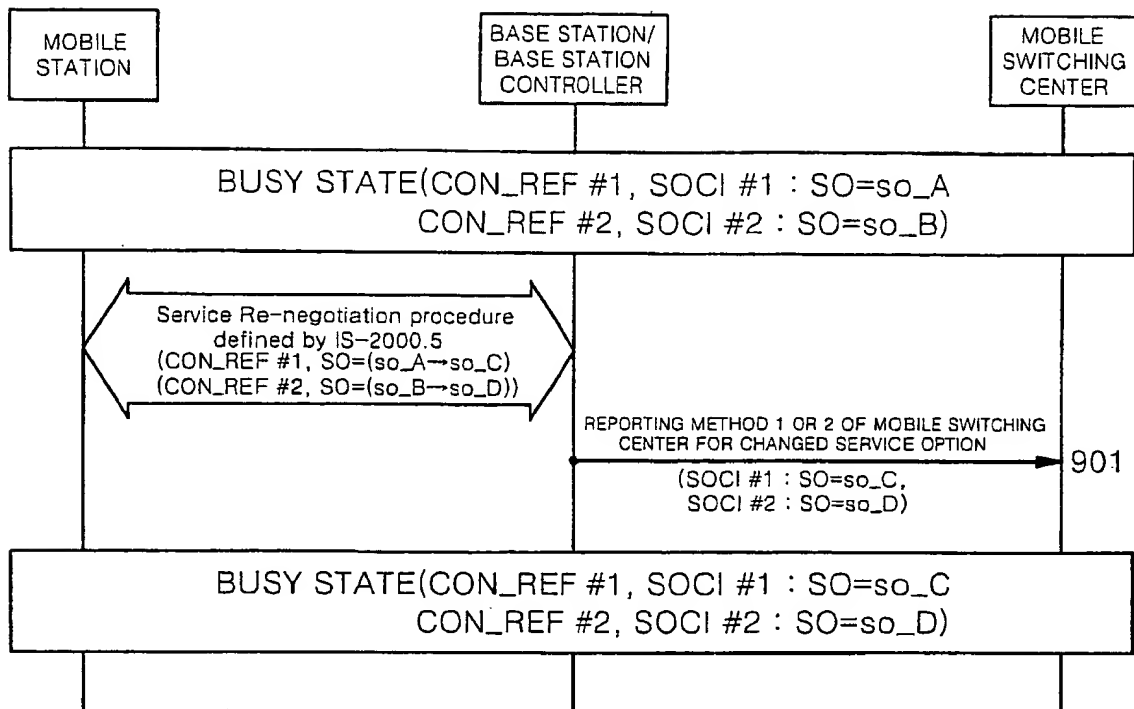 MOBILE
STATION
BASE STATION/
BASE STATION
CONTROLLER
MOBILE
SWITCHING
CENTER
BUSY STATE(CON_REF #1, SOCI #1 : SO=so_A
CON_REF #2, SOCI #2 : SO=so_B)
Service Re-negotiation procedure
defined by IS-2000.5
(CON_REF #1, SO=(so_A→so_C)
(CON_REF #2, SO=(so_B→so_D))
REPORTING METHOD 1 OR 2 OF MOBILE SWITCHING
CENTER FOR CHANGED SERVICE OPTION
901
(SOCI #1 : SO=so_C,
SOCI #2 : SO=so_D)
BUSY STATE(CON_REF #1, SOCI #1 : SO=so_C
CON_REF #2, SOCI #2 : SO=so_D)